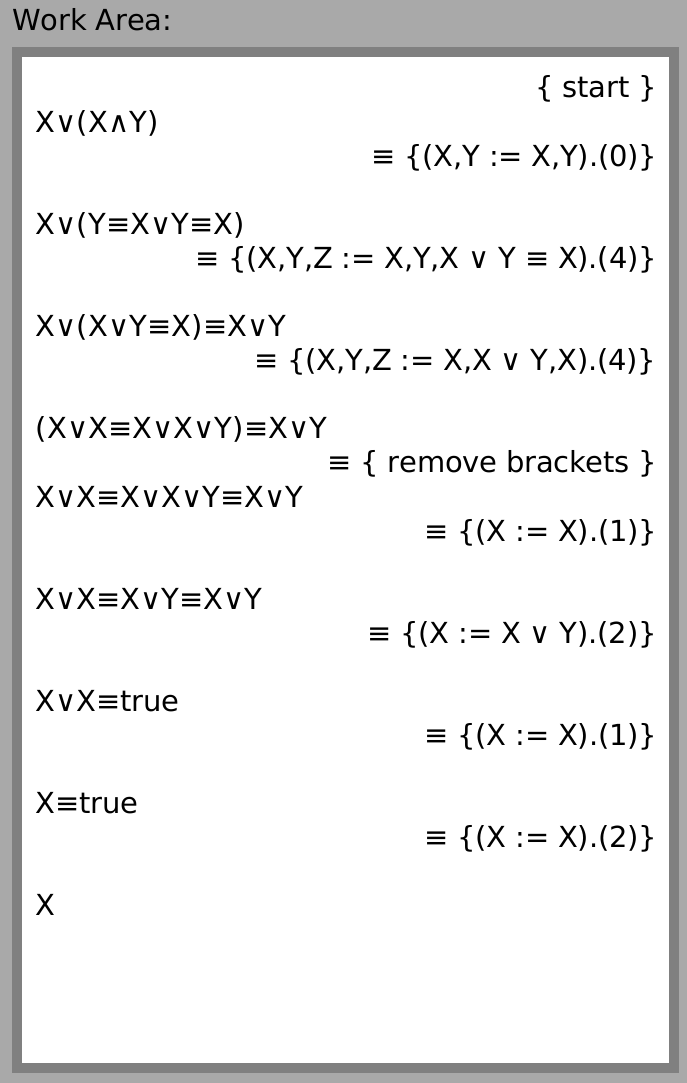 Work Area:
{ start }
X∨(X∧Y)
≡ {(X,Y := X,Y).(0)}
X∨(Y≡X∨Y≡X)
≡ {(X,Y,Z := X,Y,X ∨ Y ≡ X).(4)}
X∨(X∨Y≡X)≡X∨Y
≡ {(X,Y,Z := X,X ∨ Y,X).(4)}
(X∨X≡X∨X∨Y)≡X∨Y
≡ { remove brackets }
X∨X≡X∨X∨Y≡X∨Y
≡ {(X := X).(1)}
X∨X≡X∨Y≡X∨Y
≡ {(X := X ∨ Y).(2)}
X∨X≡true
≡ {(X := X).(1)}
X≡true
≡ {(X := X).(2)}
X